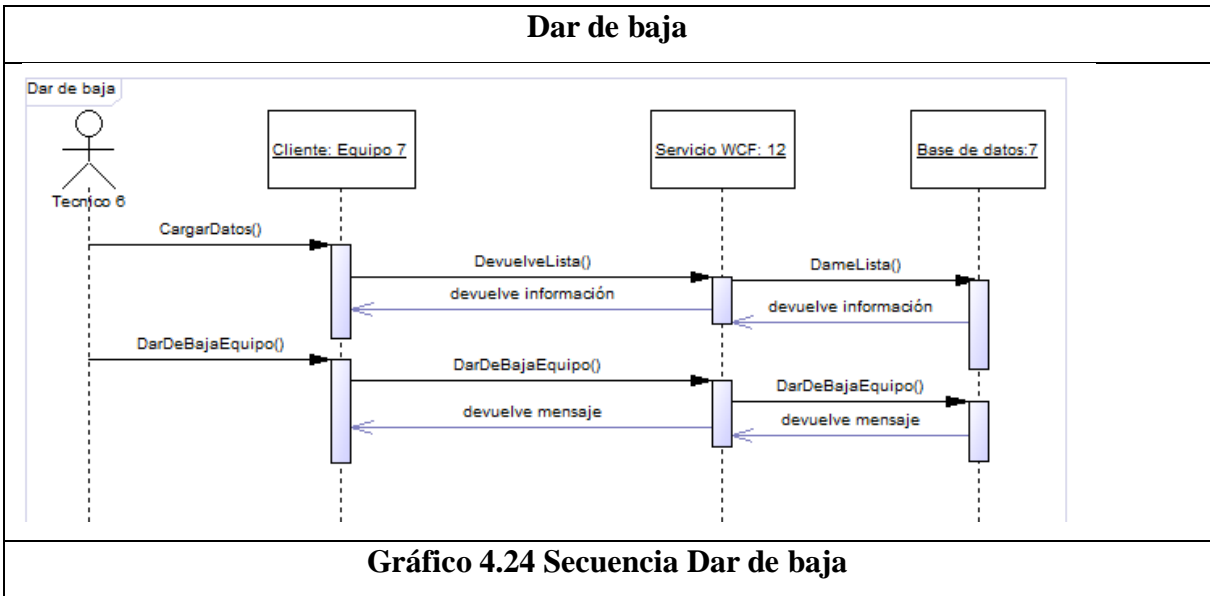 Dar de baja
Dar de baja
Cliente: Equipo 7
Servicio WCF: 12
Base de datos:7
Tecnico 6
CargarDatos()
DevuelveLista()
DameLista()
devuelve información
devuelve información
DarDeBajaEquipo()
DarDeBajaEquipo()
DarDeBajaEquipo()
devuelve mensaje
devuelve mensaje
Gráfico 4.24 Secuencia Dar de baja